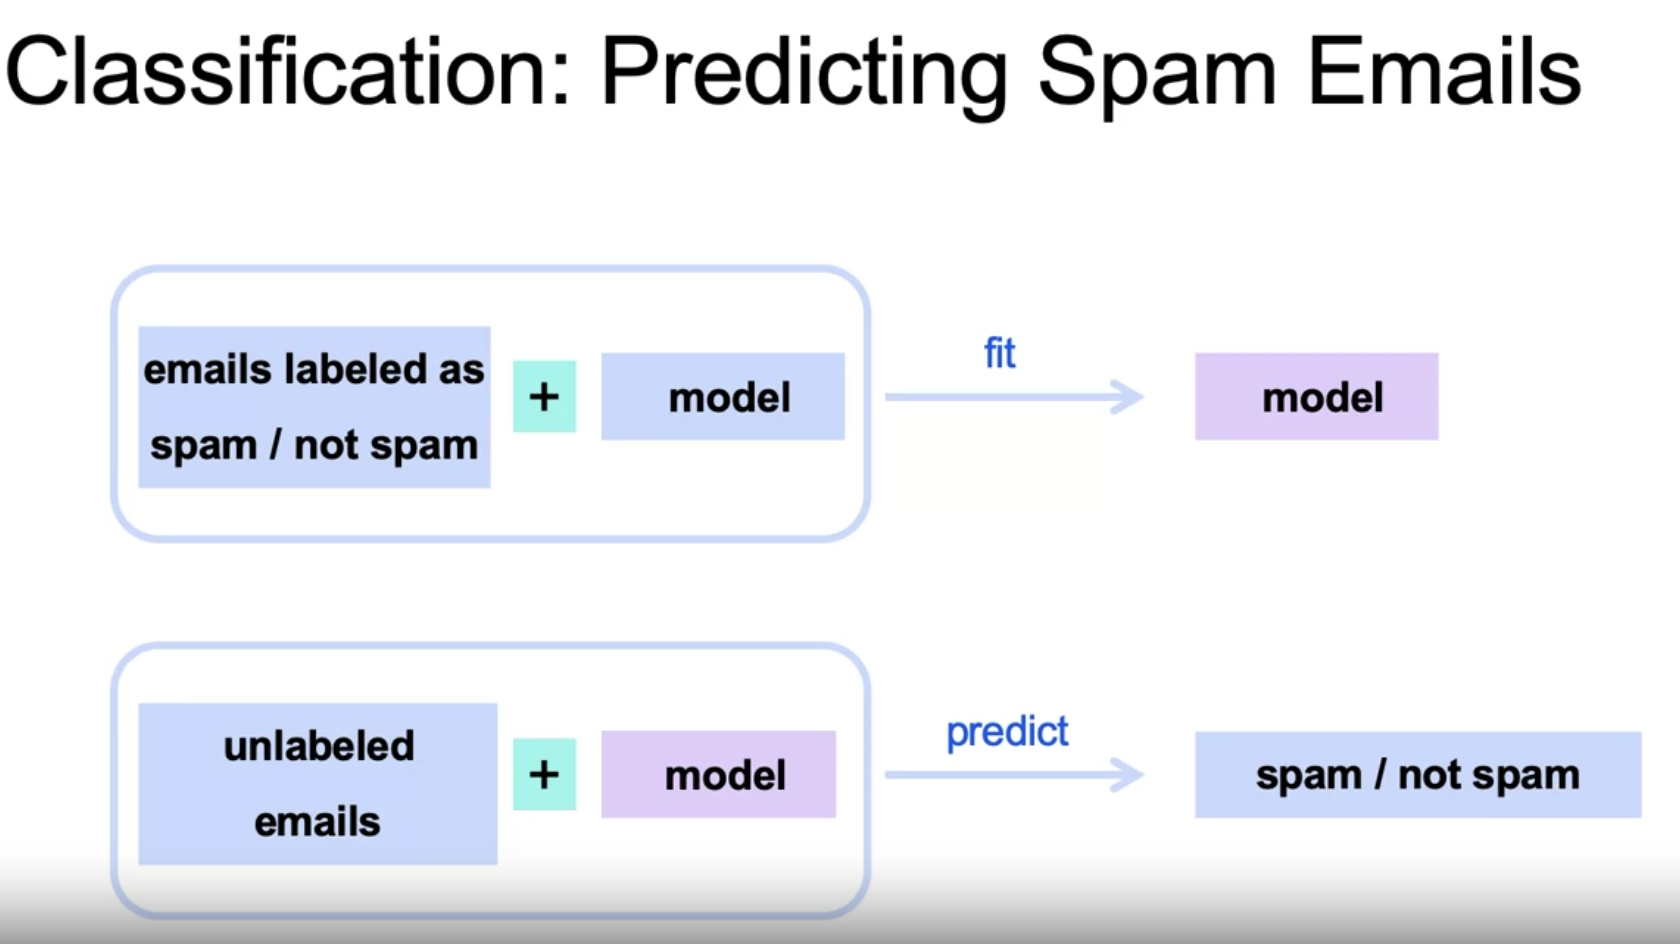 Classification: Predicting Spam Emails
emails labeled as
spam / not spam
+
model
fit
model
unlabeled
emails
+
model
predict
spam / not spam